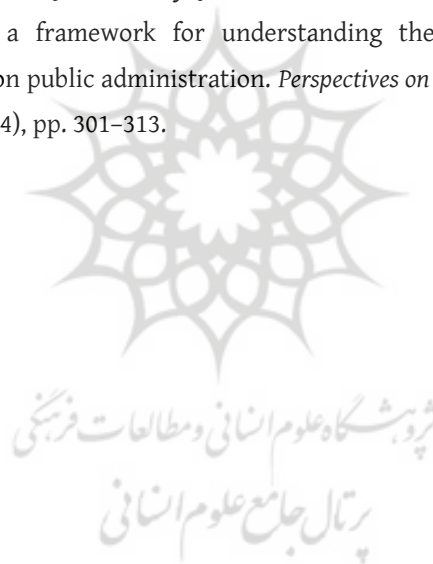 a framework for understanding the
on public administration. Perspectives on
4), pp. 301–313.
پژوهشگاه علوم انسانی و مطالعات فرهنگی
پرتال جامع علوم انسانی